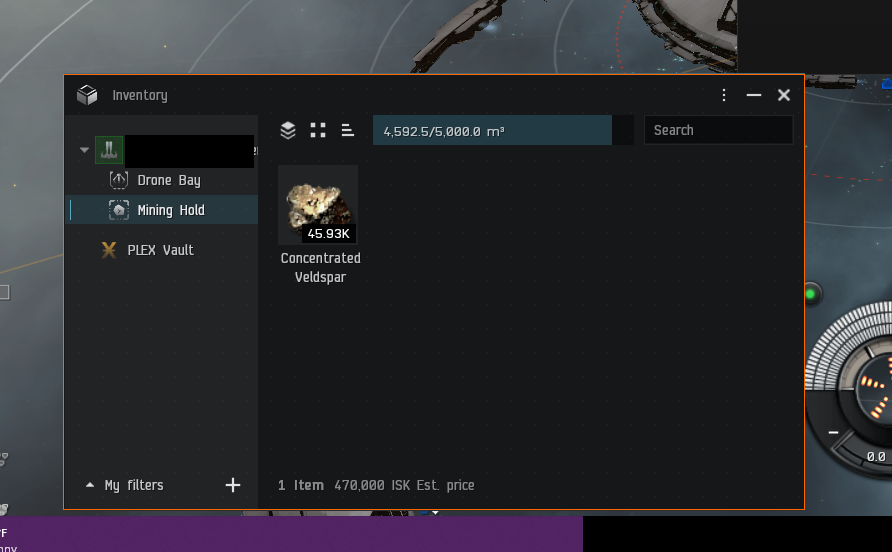 Inventory
4,592.5/5,000.0 m³
Search
Drone Bay
Mining Hold
PLEX Vault
45.93K
Concentrated
Veldspar
My filters
1 Item 470,000 ISK Est. price
0.0